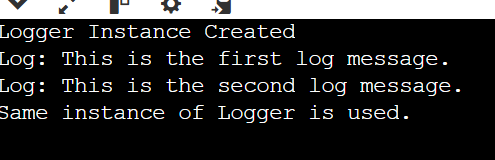 Logger Instance Created
Log: This is the first log message.
Log: This is the second log message.
Same instance of Logger is used.